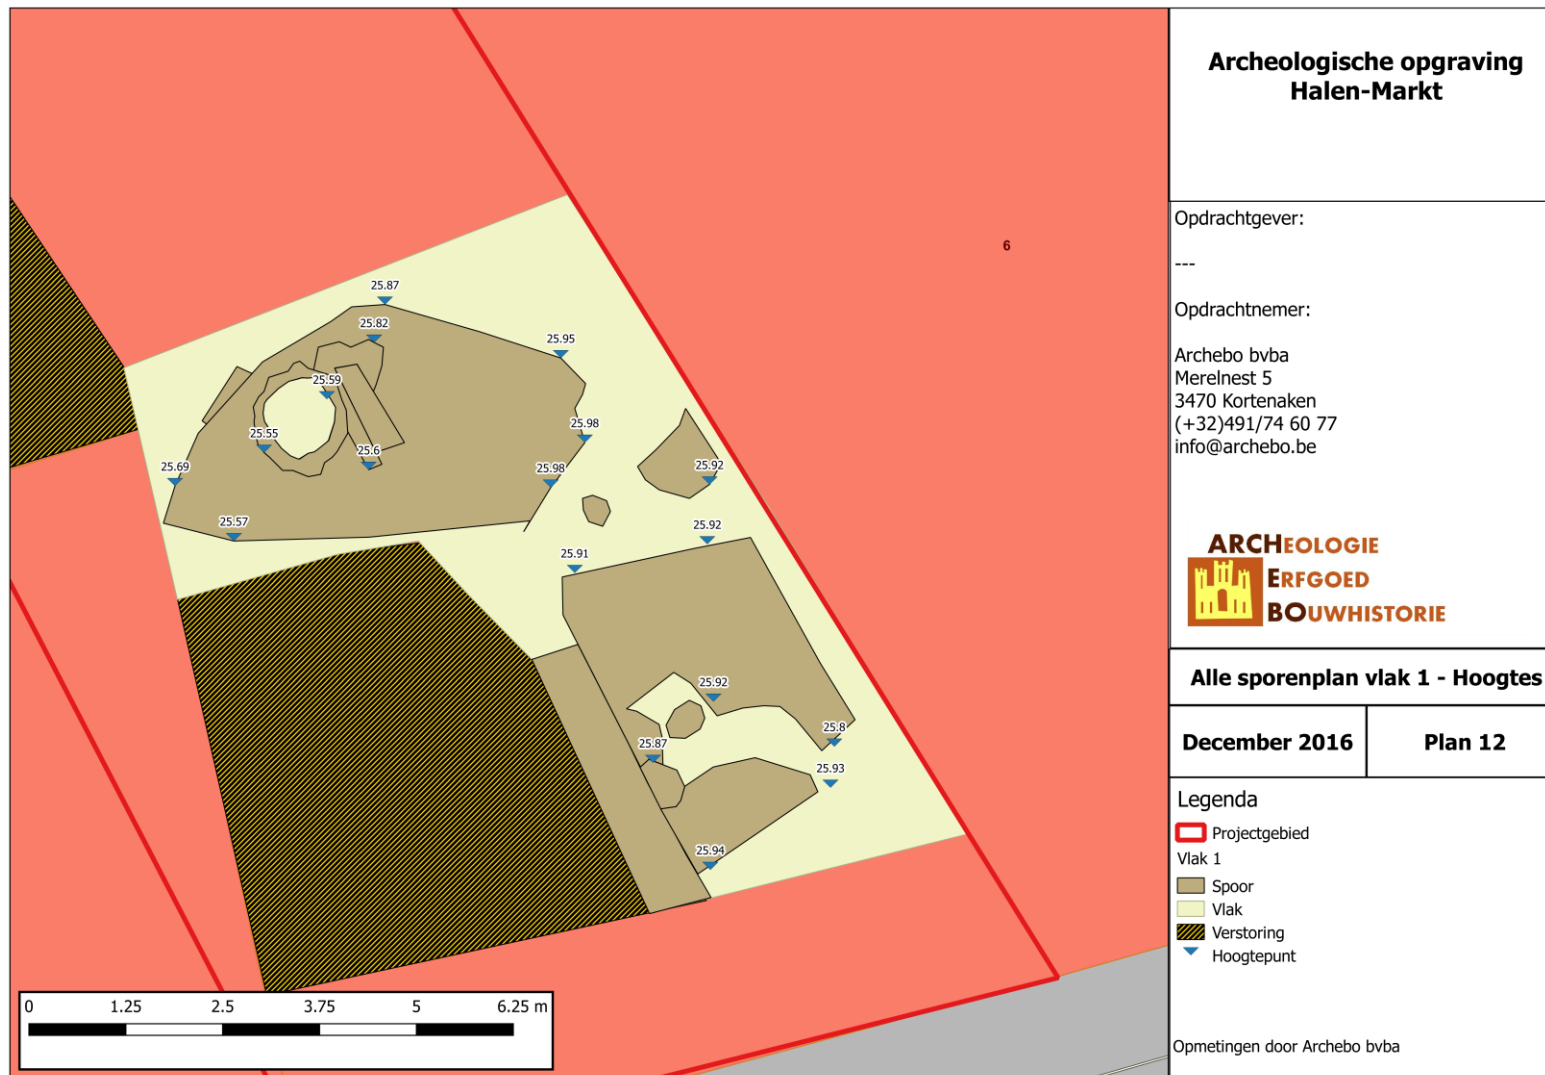 Archeologische opgraving
Halen-Markt
Opdrachtgever:
---
Opdrachtnemer:
Archebo bvba
Merelnest 5
3470 Kortenaken
(+32)491/74 60 77
info@archebo.be
ARCHEOLOGIE
ERFGOED
BOUWHISTORIE
Alle sporenplan vlak 1 - Hoogtes
December 2016
Plan 12
Legenda
Projectgebied
Vlak 1
Spoor
Vlak
Verstoring
Hoogtepunt
Opmetingen door Archebo bvba
6
25.87
25.82
25.95
25.59
25.98
25.55
25.6
25.69
25.98
25.92
25.57
25.92
25.91
25.92
25.8
25.87
25.93
25.94
0 1.25 2.5 3.75 5 6.25 m